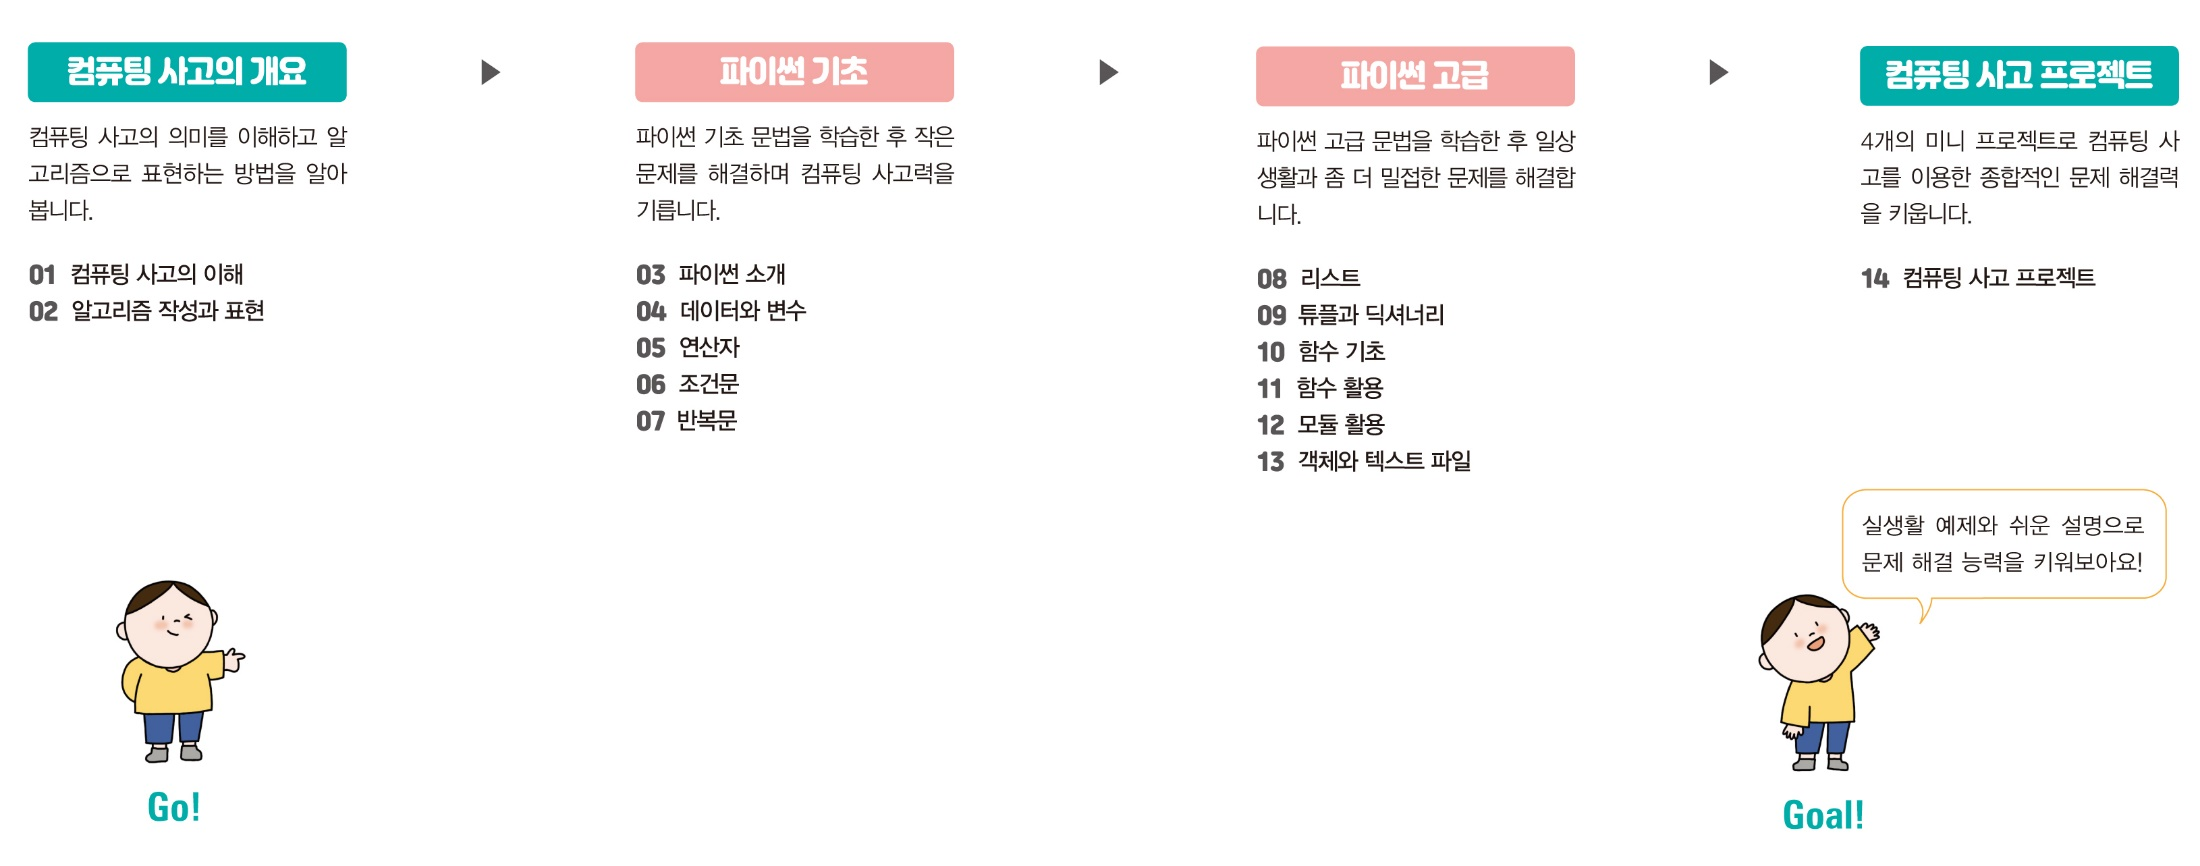 컴퓨팅 사고의 개요
컴퓨팅 사고의 의미를 이해하고 알
고리즘으로 표현하는 방법을 알아
봅니다.
01 컴퓨팅 사고의 이해
02 알고리즘 작성과 표현
파이썬 기초
파이썬 기초 문법을 학습한 후 작은
문제를 해결하며 컴퓨팅 사고력을
기릅니다.
03 파이썬 소개
04 데이터와 변수
05 연산자
06 조건문
07 반복문
파이썬 고급
파이썬 고급 문법을 학습한 후 일상
생활과 좀 더 밀접한 문제를 해결합
니다.
08 리스트
09 튜플과 딕셔너리
10 함수 기초
11 함수 활용
12 모듈 활용
13 객체와 텍스트 파일
컴퓨팅 사고 프로젝트
4개의 미니 프로젝트로 컴퓨팅 사
고를 이용한 종합적인 문제 해결력
을 키웁니다.
14 컴퓨팅 사고 프로젝트
실생활 예제와 쉬운 설명으로
문제 해결 능력을 키워보아요!
Go!
Goal!